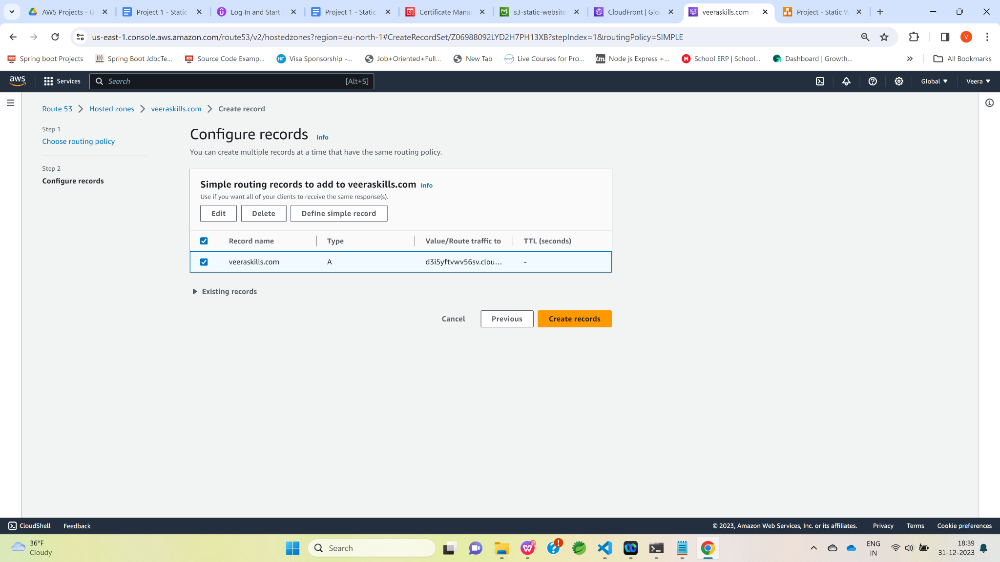 AWS Projects - G
Project 1 - Static
Log In and Start
Project 1 - Static
Certificate Manag
s3-static-website
CloudFront | Glol
veeraskills.com -
Project - Static W
us-east-1.console.aws.amazon.com/route53/v2/hostedzones?region=eu-north-1#CreateRecordSet/Z06988092LYD2H7PH13XB?stepIndex=1&routingPolicy=SIMPLE
V
Spring boot Projects
Spring Boot JdbcTe...
Source Code Examp...
Visa Sponsorship -...
Job+Oriented+Full...
New Tab
Live Courses for Pro...
Node js Express +...
School ERP | School...
Dashboard | Growth...
All Bookmarks
aws
Services
Search
[Alt+S]
Global
Veera
Route 53
Hosted zones
veeraskills.com
Create record
Step 1
Choose routing policy
Step 2
Configure records
Configure records
Info
You can create multiple records at a time that have the same routing policy.
Simple routing records to add to veeraskills.com
Info
Use if you want all of your clients to receive the same response(s).
Edit
Delete
Define simple record
Record name
Type
Value/Route traffic to
TTL (seconds)
veeraskills.com
A
d3i5yftvwv56sv.clou...
-
Existing records
Cancel
Previous
Create records
CloudShell
Feedback
© 2023, Amazon Web Services, Inc. or its affiliates.
Privacy
Terms
Cookie preferences
36°F
Cloudy
Search
ENG
IN
18:39
31-12-2023